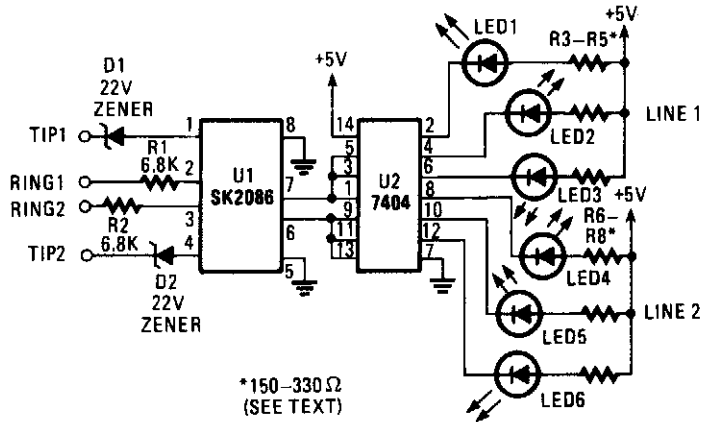 LED1
R3–R5*
+5V
D1
22V
ZENER
+5V
TIP1
1
8
14
2
LED2
LINE 1
R1
6.8K
5
4
U1
SK2086
3
6
U2
7404
RING1
2
7
1
8
LED3
+5V
RING2
9
10
R6–
R8*
R2
6.8K
3
6
11
12
LED4
TIP2
4
13
7
D2
22V
ZENER
5
LED5
LINE 2
LED6
*150–330Ω
(SEE TEXT)